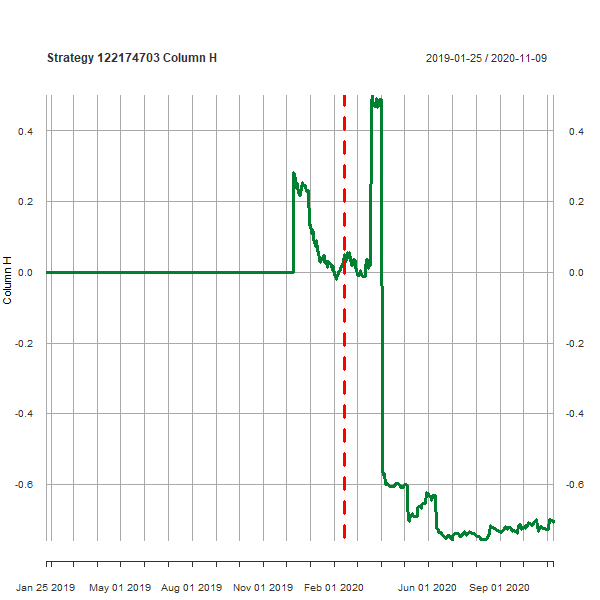 Strategy 122174703 Column H 2019-01-25 / 2020-11-09
0.4 0.4
0.2 0.2
0.0 0.0
Column H
-0.2 -0.2
-0.4 -0.4
-0.6 -0.6
Jan 25 2019 May 01 2019 Aug 01 2019 Nov 01 2019 Feb 01 2020 Jun 01 2020 Sep 01 2020